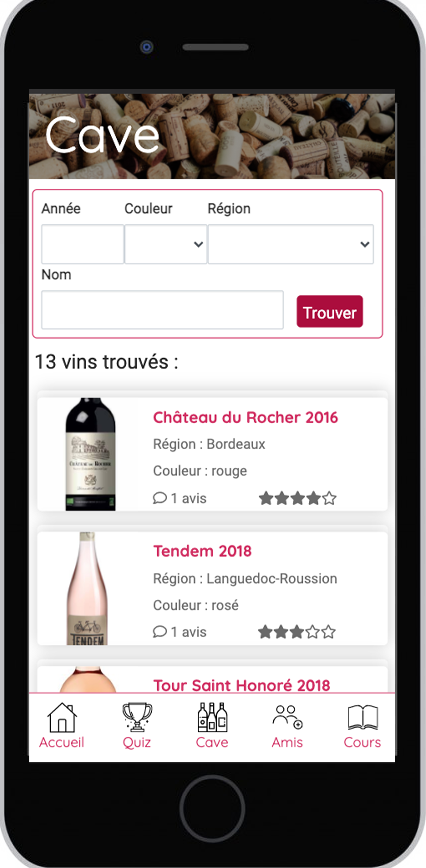 Cave
Année Couleur Région
Nom
Trouver
13 vins trouvés :
Château du Rocher 2016
Région : Bordeaux
Couleur : rouge
1 avis
Tendem 2018
Région : Languedoc-Roussion
Couleur : rosé
1 avis
TENDEM
Tour Saint Honoré 2018
Accueil Quiz Cave Amis Cours